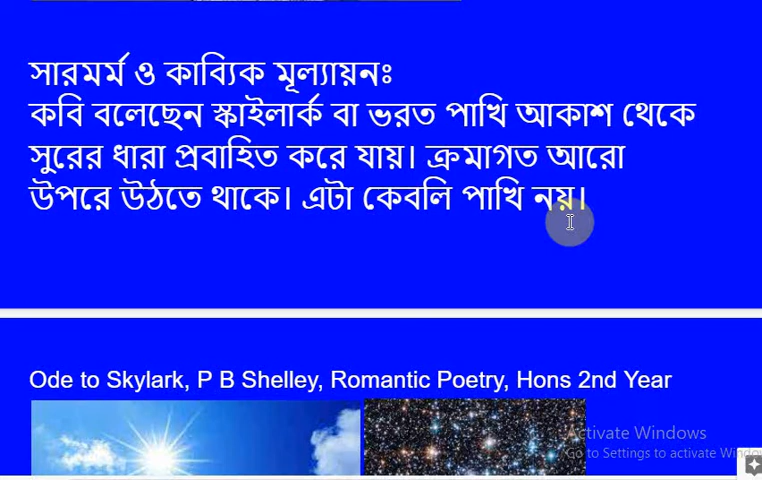 সারমর্ম ও কাব্যিক মূল্যায়নঃ
কবি বলেছেন স্কাইলার্ক বা ভরত পাখি আকাশ থেকে
সুরের ধারা প্রবাহিত করে যায়। ক্রমাগত আরো
উপরে উঠতে থাকে। এটা কেবলি পাখি নয়।
Ode to Skylark, P B Shelley, Romantic Poetry, Hons 2nd Year
Activate Windows
Go to Settings to activate Windows